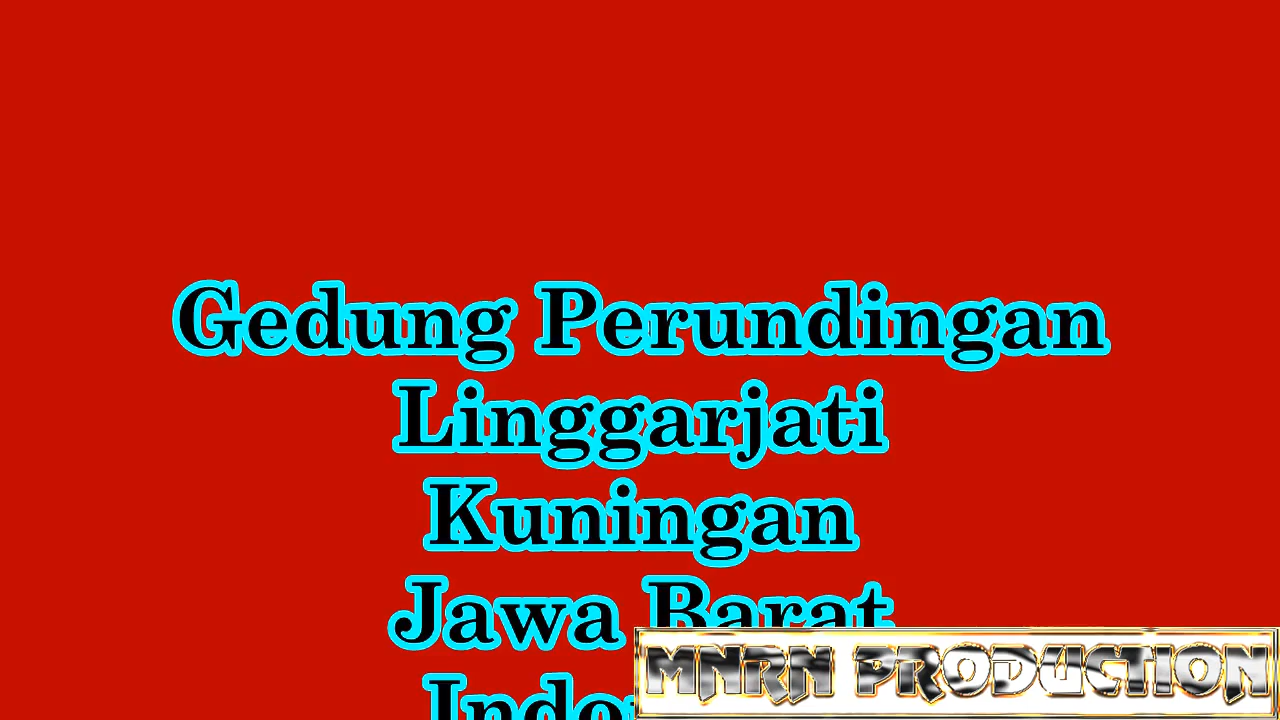 Gedung Perundingan
Linggarjati
Kuningan
Jawa Barat
MNRN PRODUCTION